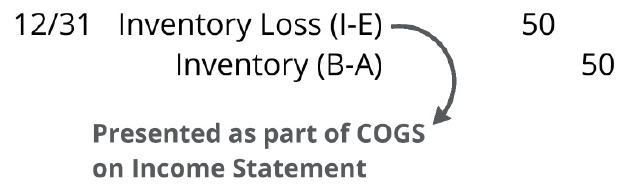 12/31 Inventory Loss (I-E) 50
Inventory (B-A) 50
Presented as part of COGS
on Income Statement